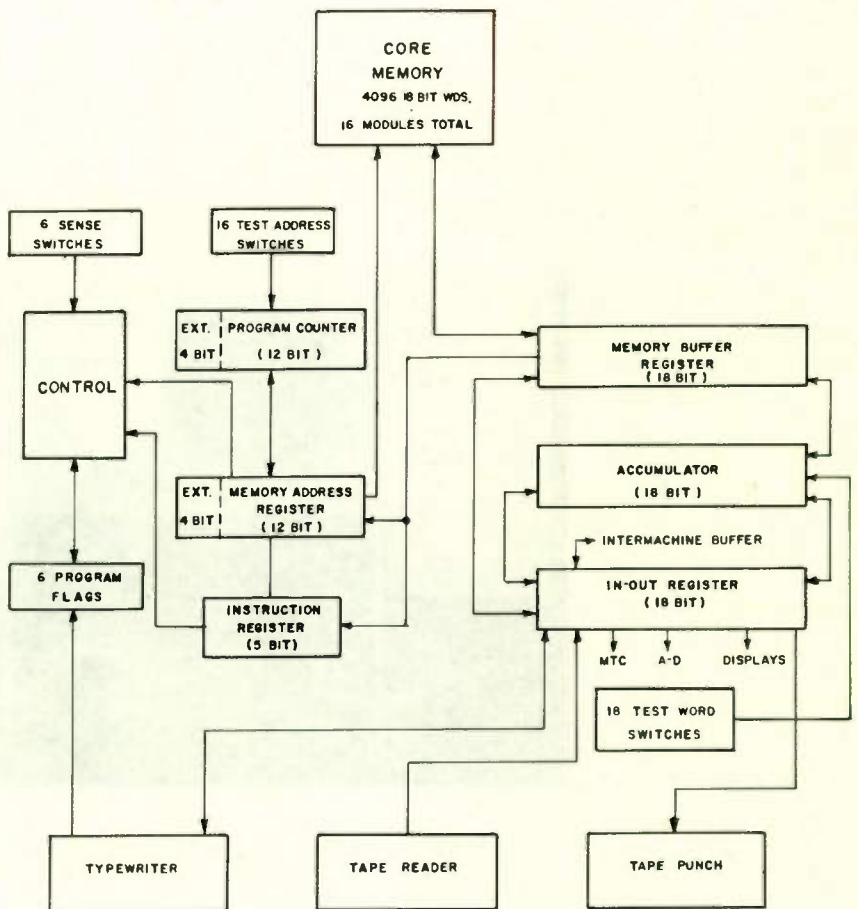 CORE
MEMORY
4096 18 BIT WDS.
16 MODULES TOTAL
6 SENSE
SWITCHES
16 TEST ADDRESS
SWITCHES
EXT.
4 BIT
PROGRAM COUNTER
(12 BIT)
CONTROL
MEMORY BUFFER
REGISTER
(18 BIT)
EXT.
4 BIT
MEMORY ADDRESS
REGISTER
(12 BIT)
ACCUMULATOR
(18 BIT)
INTERMACHINE BUFFER
6 PROGRAM
FLAGS
INSTRUCTION
REGISTER
(5 BIT)
IN-OUT REGISTER
(18 BIT)
MTC
A-D
DISPLAYS
18 TEST WORD
SWITCHES
TYPEWRITER
TAPE READER
TAPE PUNCH